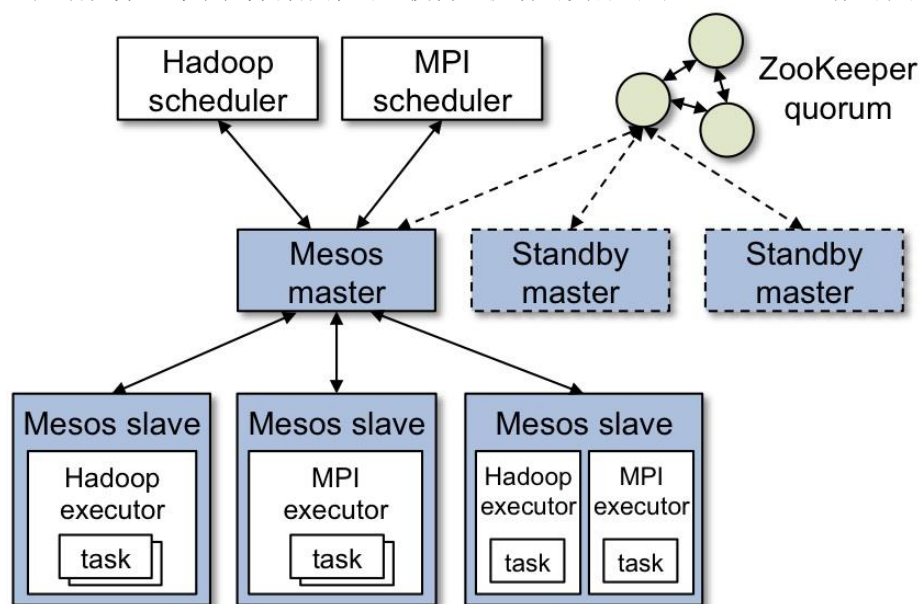 Hadoop
scheduler
MPI
scheduler
ZooKeeper
quorum
Mesos
master
Standby
master
Standby
master
Mesos slave
Hadoop
executor
task
Mesos slave
MPI
executor
task
Mesos slave
Hadoop
executor
task
MPI
executor
task